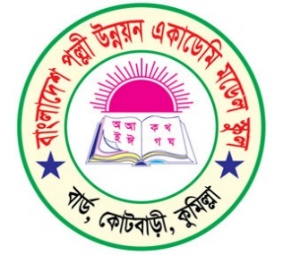 বাংলাদেশ পল্লী উন্নয়ন একাডেমি মডেল স্কুল
অ আ ক খ
ই ঈ গ ঘ
বার্ড, কোটবাড়ী, কুমিল্লা